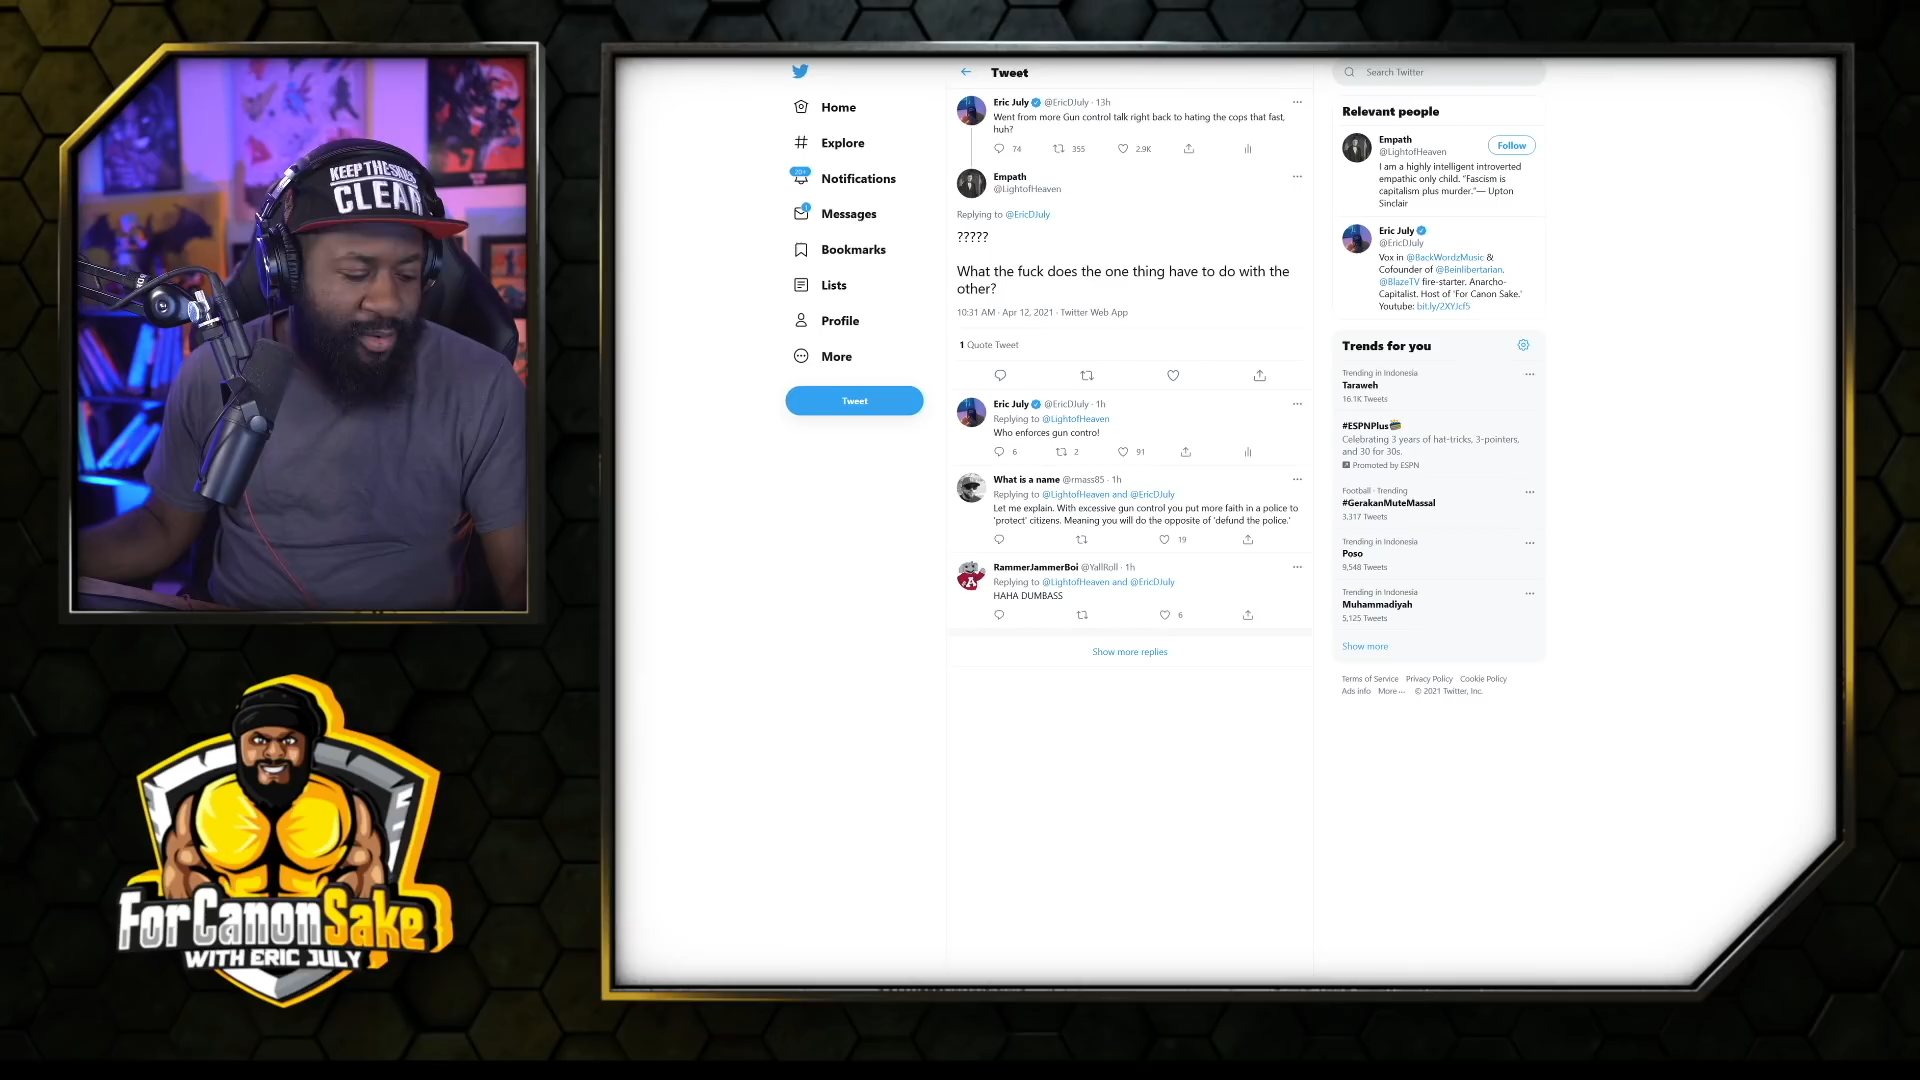 KEEP THESE
CLEAR
ForCanonSake
WITH ERIC JULY
Home
Explore
20+
Notifications
1
Messages
Bookmarks
Lists
Profile
More
Tweet
Tweet
Eric July @EricDJuly · 13h
Went from more Gun control talk right back to hating the cops that fast,
huh?
74 355 2.9K
Empath
@LightofHeaven
Replying to @EricDJuly
?????
What the fuck does the one thing have to do with the
other?
10:31 AM · Apr 12, 2021 · Twitter Web App
1 Quote Tweet
Eric July @EricDJuly · 1h
Replying to @LightofHeaven
Who enforces gun contro!
6 2 91
What is a name @rmass85 · 1h
Replying to @LightofHeaven and @EricDJuly
Let me explain. With excessive gun control you put more faith in a police to
'protect' citizens. Meaning you will do the opposite of 'defund the police.'
19
RammerJammerBoi @YallRoll · 1h
Replying to @LightofHeaven and @EricDJuly
HAHA DUMBASS
6
Show more replies
Search Twitter
Relevant people
Empath
@LightofHeaven
Follow
I am a highly intelligent introverted
empathic only child. "Fascism is
capitalism plus murder."— Upton
Sinclair
Eric July
@EricDJuly
Vox in @BackWordzMusic &
Cofounder of @Beinlibertarian.
@BlazeTV fire-starter. Anarcho-
Capitalist. Host of 'For Canon Sake.'
Youtube: bit.ly/2XYJcf5
Trends for you
Trending in Indonesia
Taraweh
16.1K Tweets
#ESPNPlus
Celebrating 3 years of hat-tricks, 3-pointers,
and 30 for 30s.
Promoted by ESPN
Football · Trending
#GerakanMuteMassal
3,317 Tweets
Trending in Indonesia
Poso
9,548 Tweets
Trending in Indonesia
Muhammadiyah
5,125 Tweets
Show more
Terms of Service Privacy Policy Cookie Policy
Ads info More ··· © 2021 Twitter, Inc.